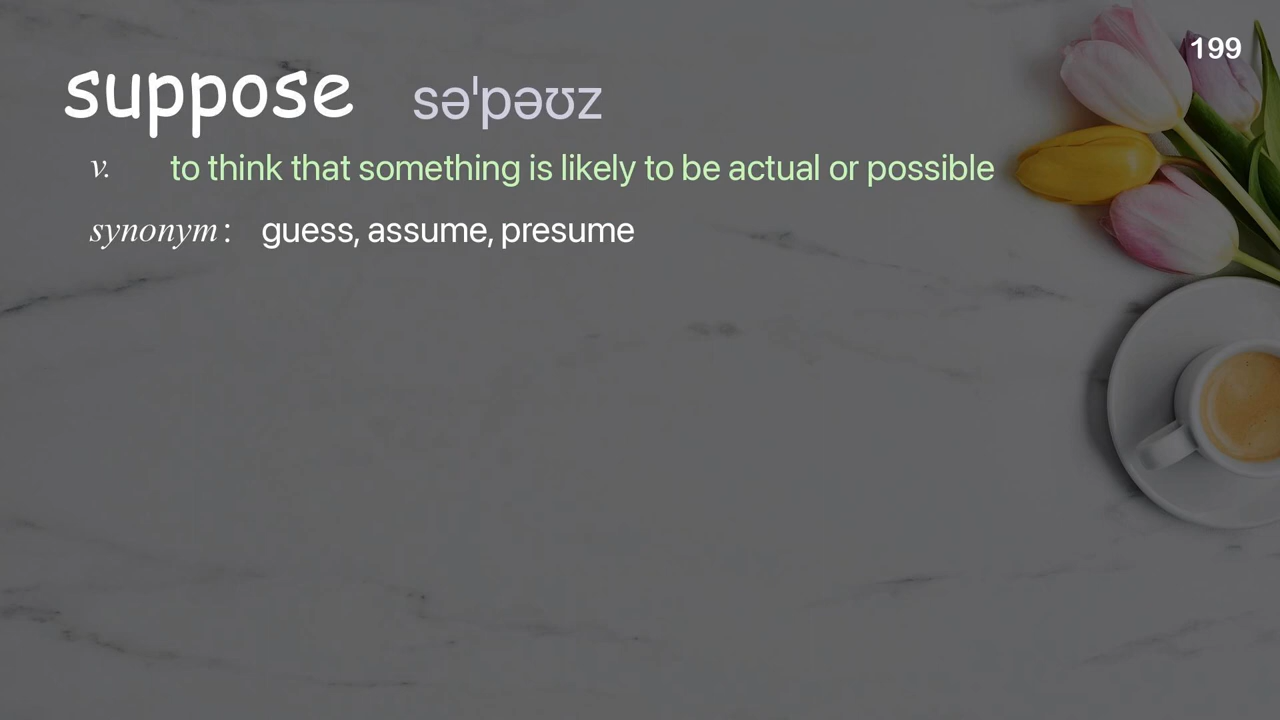 199
suppose səˈpəʊz
v. to think that something is likely to be actual or possible
synonym : guess, assume, presume